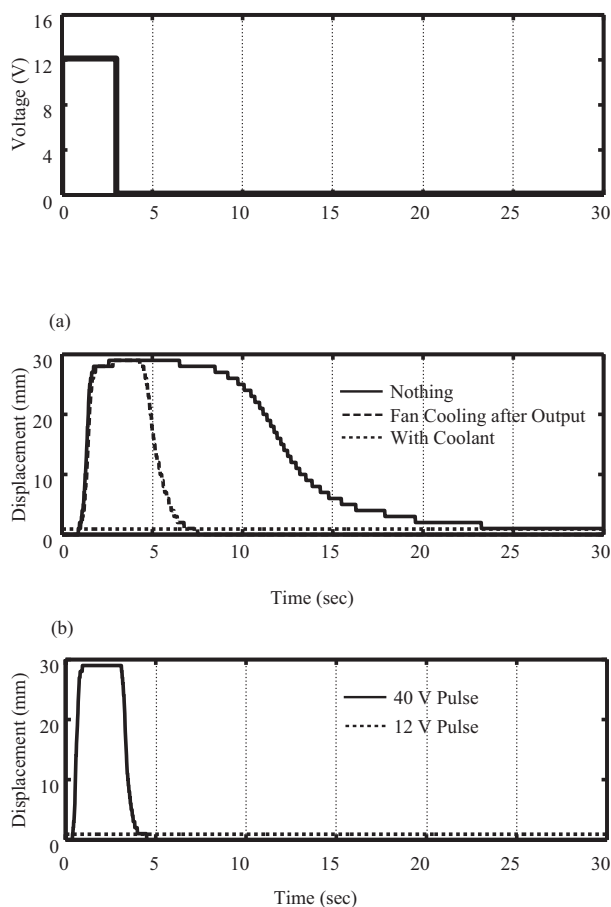 16
12
8
4
0
Voltage (V)
0 5 10 15 20 25 30
(a)
30
20
10
0
Displacement (mm)
Nothing
Fan Cooling after Output
With Coolant
0 5 10 15 20 25 30
Time (sec)
(b)
30
20
10
0
Displacement (mm)
40 V Pulse
12 V Pulse
0 5 10 15 20 25 30
Time (sec)